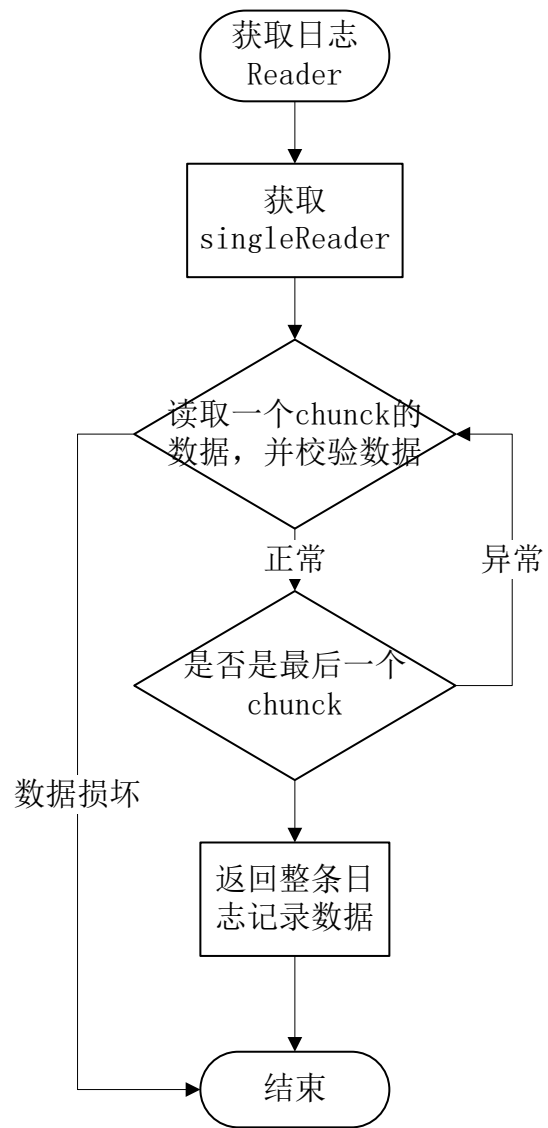 获取日志
Reader
获取
singleReader
读取一个chunck的
数据，并校验数据
正常
异常
是否是最后一个
chunck
数据损坏
返回整条日
志记录数据
结束